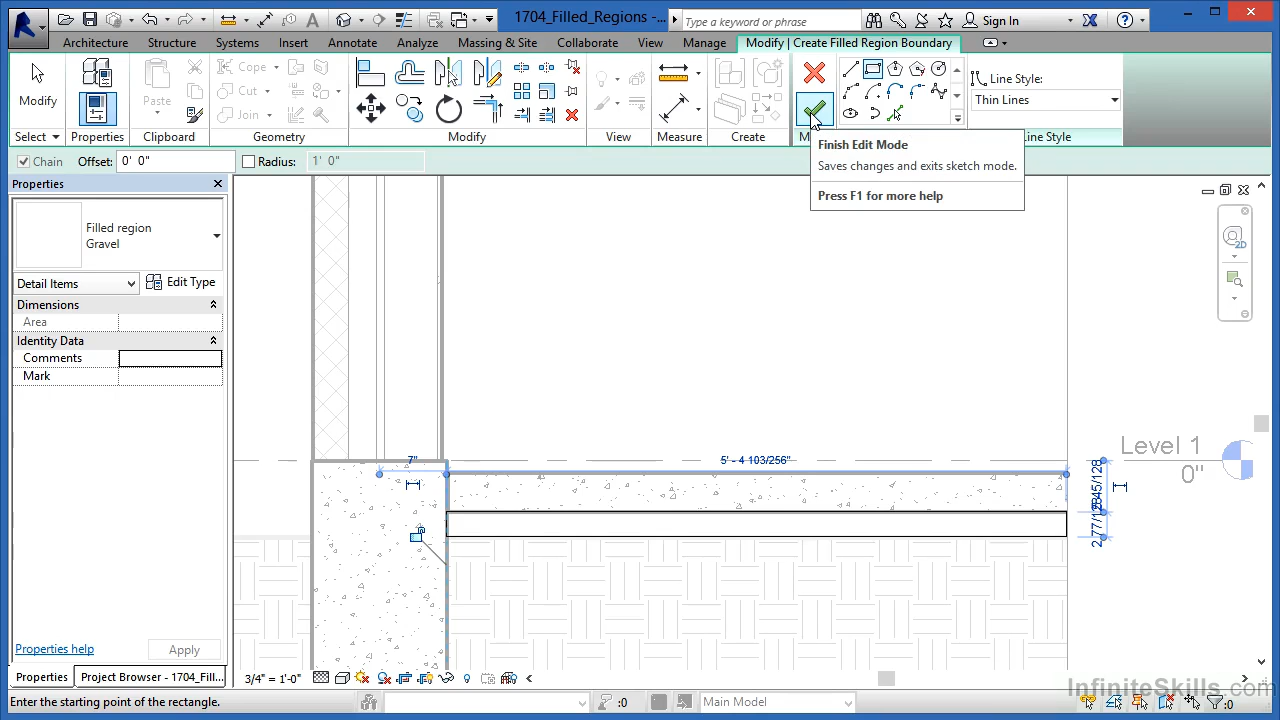 1704_Filled_Regions -...
Type a keyword or phrase
Sign In
Architecture Structure Systems Insert Annotate Analyze Massing & Site Collaborate View Manage Modify | Create Filled Region Boundary
Modify
Paste
Cope
Cut
Join
Line Style:
Thin Lines
Select Properties Clipboard Geometry Modify View Measure Create Line Style
Chain Offset: 0' 0" Radius: 1' 0"
Finish Edit Mode
Saves changes and exits sketch mode.
Press F1 for more help
Properties
Filled region
Gravel
Detail Items Edit Type
Dimensions
Area
Identity Data
Comments
Mark
2D
7"
5' - 4 103/256"
Level 1
0"
Properties help Apply
Properties Project Browser - 1704_Fill...
3/4" = 1'-0"
InfiniteSkills.com
Enter the starting point of the rectangle.
:0
Main Model
:0